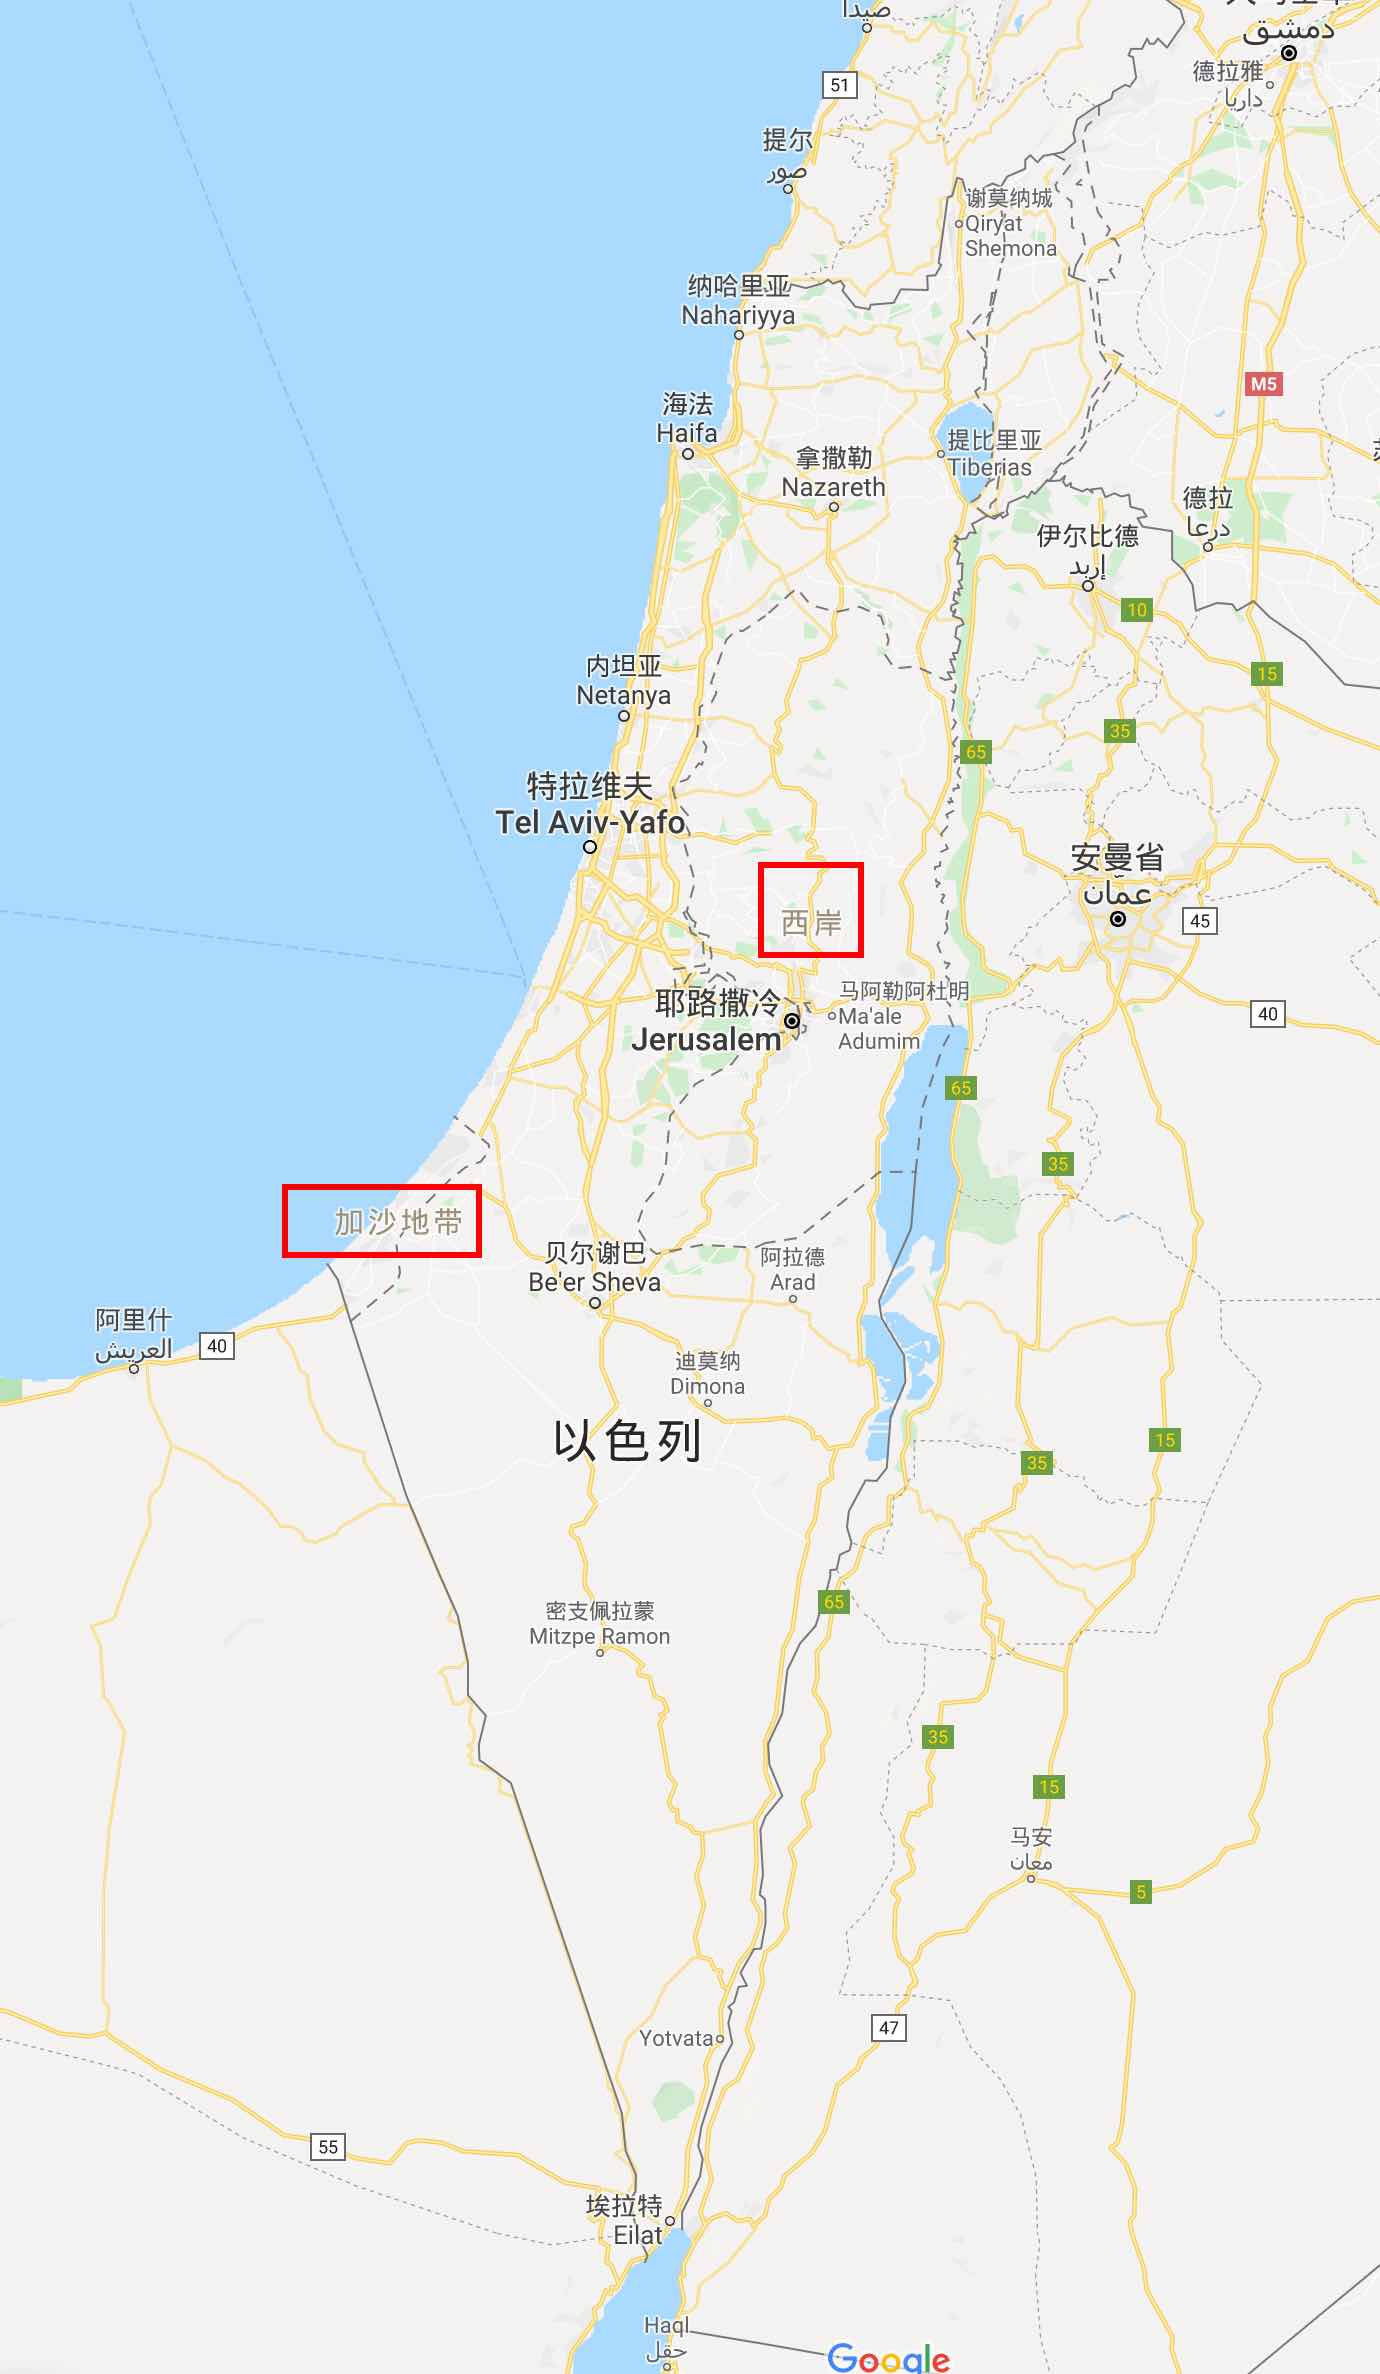 صيدا
دمشق
德拉雅
داريا
51
提尔
صور
谢莫纳城
Qiryat
Shemona
纳哈里亚
Nahariyya
M5
海法
Haifa
提比里亚
Tiberias
拿撒勒
Nazareth
德拉
درعا
伊尔比德
إربد
10
15
内坦亚
Netanya
35
65
特拉维夫
Tel Aviv-Yafo
安曼省
عمان
西岸
45
耶路撒冷
Jerusalem
马阿勒阿杜明
Ma'ale
Adumim
40
65
35
加沙地带
贝尔谢巴
Be'er Sheva
阿拉德
Arad
阿里什
العريش
40
迪莫纳
Dimona
以色列
15
35
密支佩拉蒙
Mitzpe Ramon
65
35
15
马安
معان
5
47
Yotvata
55
埃拉特
Eilat
Haql
حقل
Google